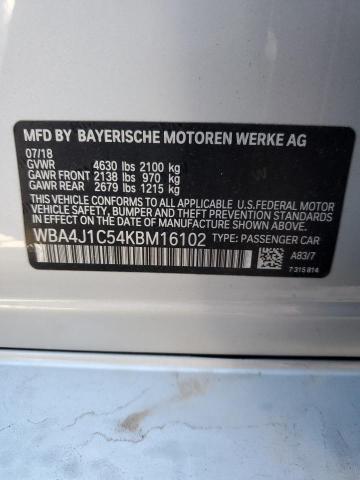 MFD BY BAYERISCHE MOTOREN WERKE AG
07/18
GVWR 4630 lbs 2100 kg
GAWR FRONT 2138 lbs 970 kg
GAWR REAR 2679 lbs 1215 kg
THIS VEHICLE CONFORMS TO ALL APPLICABLE U.S.FEDERAL MOTOR
VEHICLE SAFETY, BUMPER AND THEFT PREVENTION STANDARDS IN
EFFECT ON THE DATE OF MANUFACTURE SHOWN ABOVE.
WBA4J1C54KBM16102 TYPE: PASSENGER CAR
A83/7
7 315 814